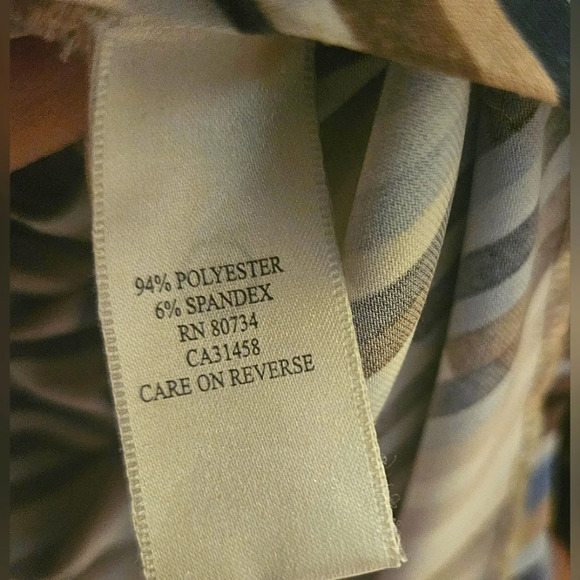 94% POLYESTER
6% SPANDEX
RN 80734
CA31458
CARE ON REVERSE